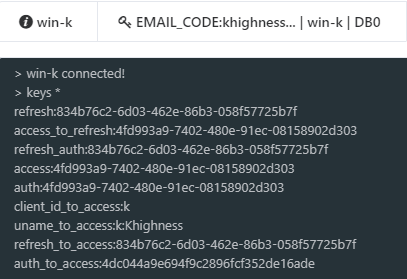 win-k
EMAIL_CODE:khighness... | win-k | DB0
> win-k connected!
> keys *
refresh:834b76c2-6d03-462e-86b3-058f57725b7f
access_to_refresh:4fd993a9-7402-480e-91ec-08158902d303
refresh_auth:834b76c2-6d03-462e-86b3-058f57725b7f
access:4fd993a9-7402-480e-91ec-08158902d303
auth:4fd993a9-7402-480e-91ec-08158902d303
client_id_to_access:k
uname_to_access:k:Khighness
refresh_to_access:834b76c2-6d03-462e-86b3-058f57725b7f
auth_to_access:4dc044a9e694f9c2896fcf352de16ade